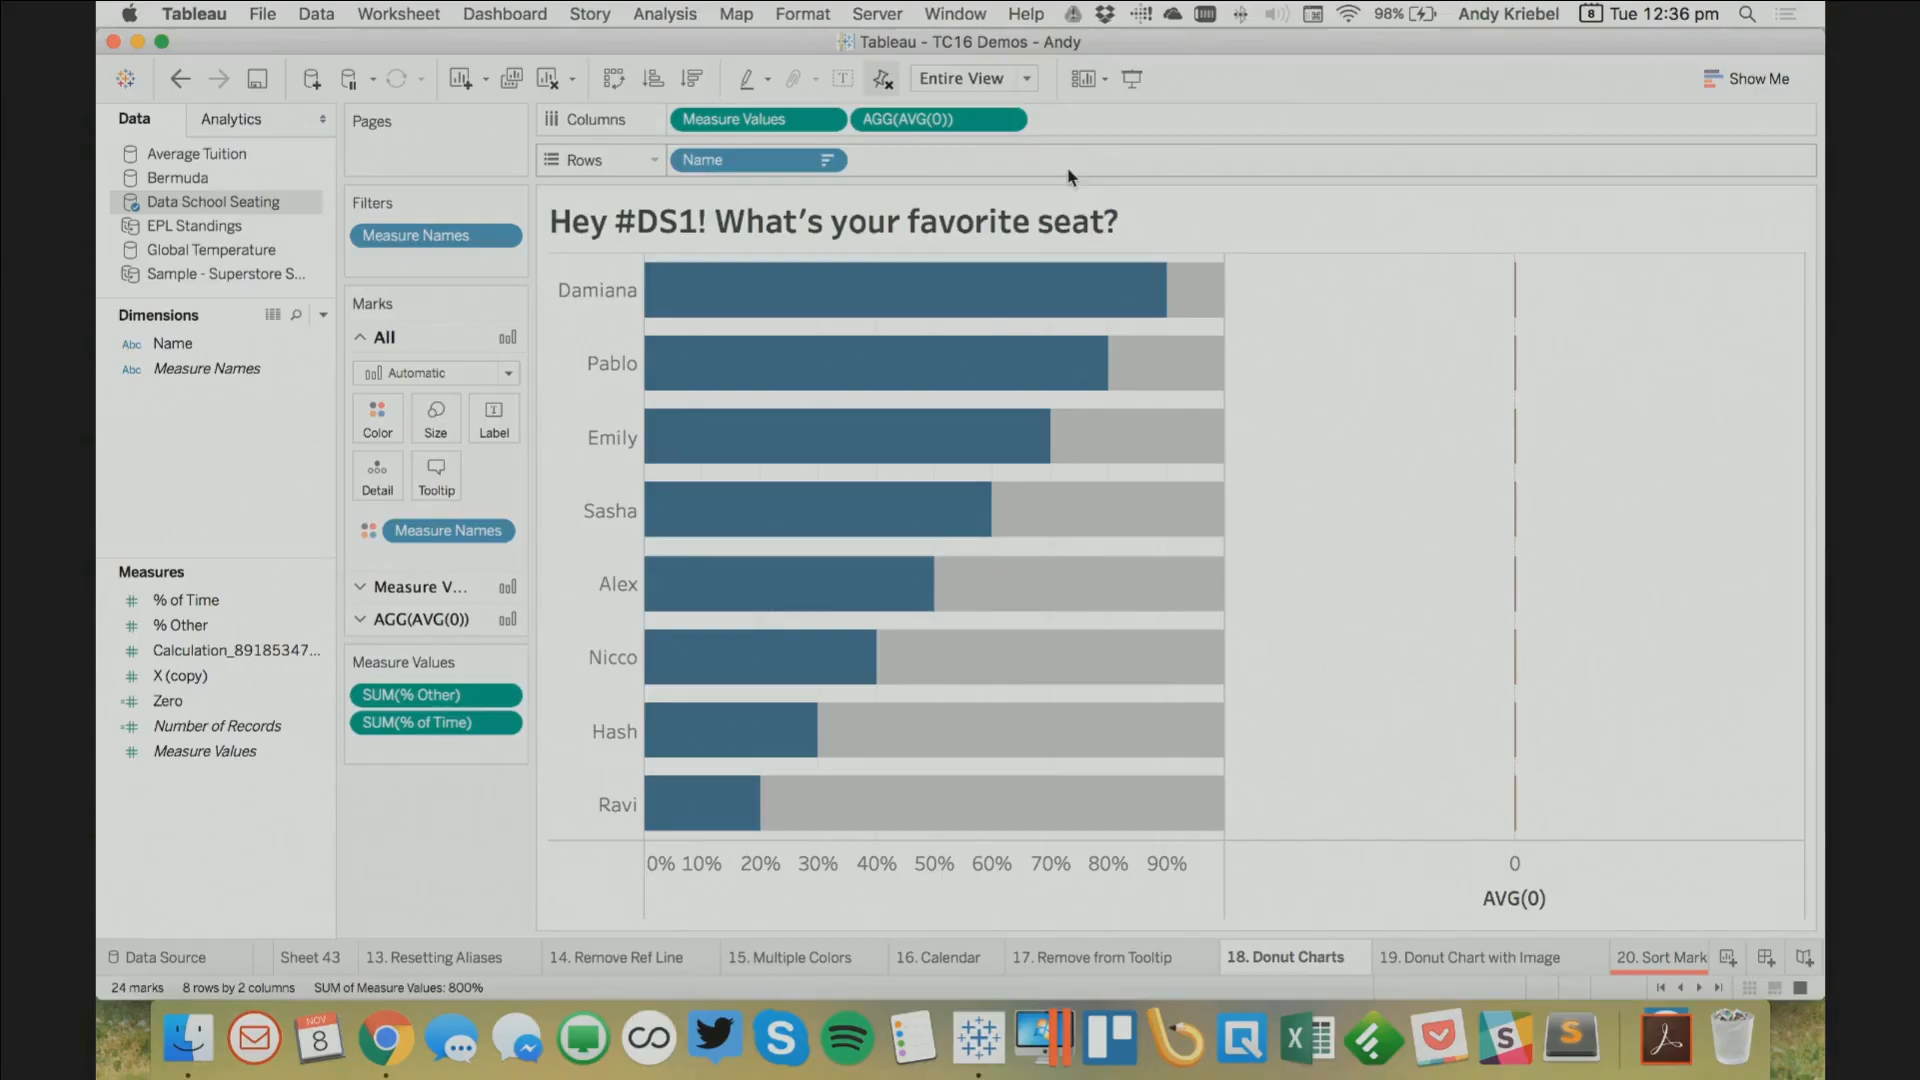 Tableau File Data Worksheet Dashboard Story Analysis Map Format Server Window Help 98% Andy Kriebel 8 Tue 12:36 pm
Tableau - TC16 Demos - Andy
Entire View Show Me
Data Analytics
Average Tuition
Bermuda
Data School Seating
EPL Standings
Global Temperature
Sample - Superstore S...
Dimensions
Abc Name
Abc Measure Names
Measures
% of Time
% Other
Calculation_89185347...
X (copy)
Zero
Number of Records
Measure Values
Pages
Filters
Measure Names
Marks
All
Automatic
Color Size Label
Detail Tooltip
Measure Names
Measure V...
AGG(AVG(0))
Measure Values
SUM(% Other)
SUM(% of Time)
Columns Measure Values AGG(AVG(0))
Rows Name
Hey #DS1! What's your favorite seat?
Damiana
Pablo
Emily
Sasha
Alex
Nicco
Hash
Ravi
0% 10% 20% 30% 40% 50% 60% 70% 80% 90% 0
AVG(0)
Data Source Sheet 43 13. Resetting Aliases 14. Remove Ref Line 15. Multiple Colors 16. Calendar 17. Remove from Tooltip 18. Donut Charts 19. Donut Chart with Image 20. Sort Mark
24 marks 8 rows by 2 columns SUM of Measure Values: 800%
NOV
8